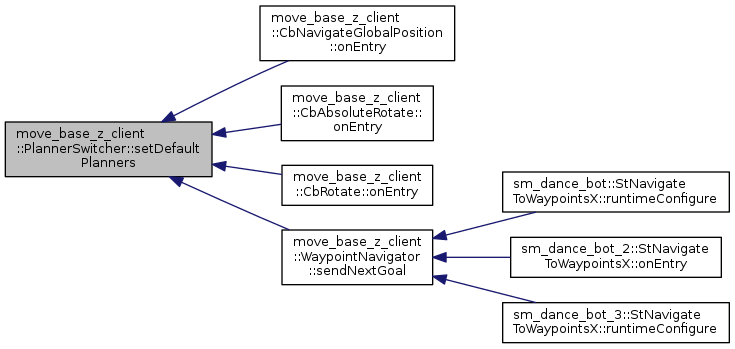 move_base_z_client
::PlannerSwitcher::setDefault
Planners
move_base_z_client
::CbNavigateGlobalPosition
::onEntry
move_base_z_client
::CbAbsoluteRotate::
onEntry
move_base_z_client
::CbRotate::onEntry
move_base_z_client
::WaypointNavigator
::sendNextGoal
sm_dance_bot::StNavigate
ToWaypointsX::runtimeConfigure
sm_dance_bot_2::StNavigate
ToWaypointsX::onEntry
sm_dance_bot_3::StNavigate
ToWaypointsX::runtimeConfigure